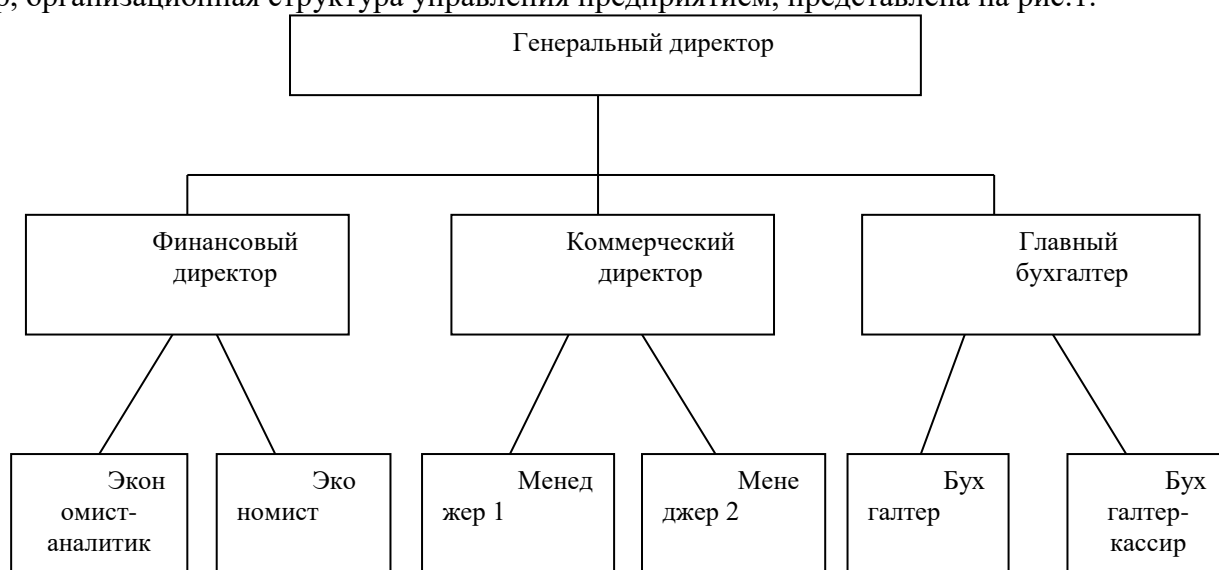 р, организационная структура управления предприятием, представлена на рис.1.
Генеральный директор
Финансовый
директор
Коммерческий
директор
Главный
бухгалтер
Экон
омист-
аналитик
Эко
номист
Менед
жер 1
Мене
джер 2
Бух
галтер
Бух
галтер-
кассир